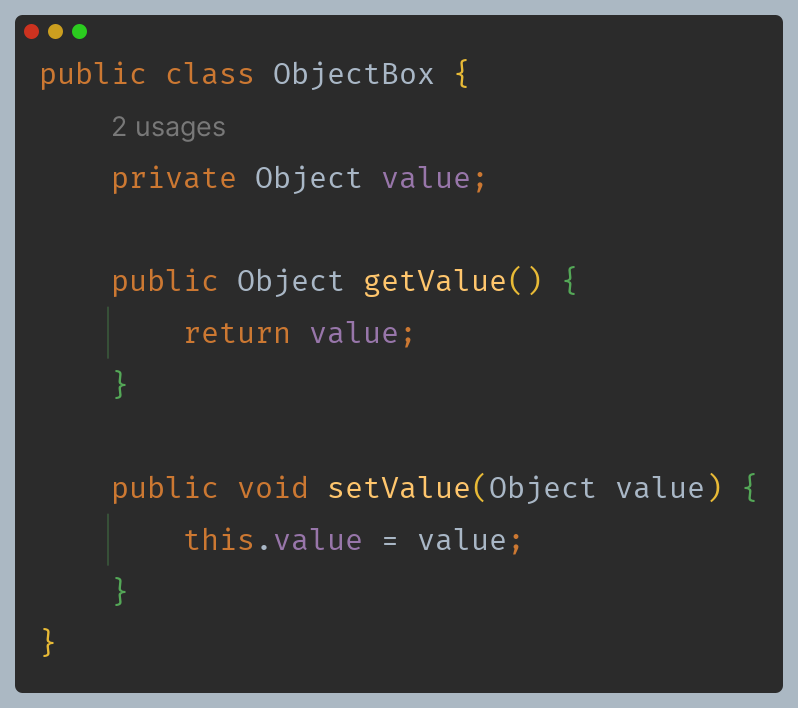 public class ObjectBox {
2 usages
private Object value;
public Object getValue() {
return value;
}
public void setValue(Object value) {
this.value = value;
}
}